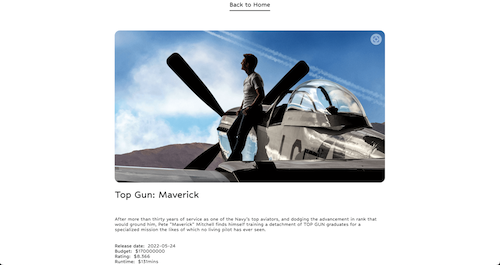 Back to Home
Top Gun: Maverick
After more than thirty years of service as one of the Navy's top aviators, and dodging the advancement in rank that
would ground him, Pete "Maverick" Mitchell finds himself training a detachment of TOP GUN graduates for a
specialized mission the likes of which no living pilot has ever seen.
Release date: 2022-05-24
Budget: $170000000
Rating: 8.366
Runtime: 131mins